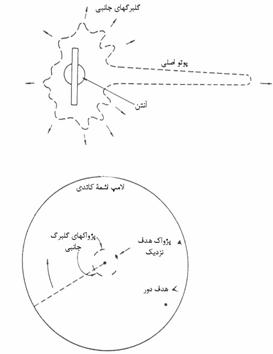 گلبرگهای جانبی
پرتو اصلی
آنتن
لامپ اشعهٔ کاتدی
پژواکهای گلبرگ
جانبی
پژواک هدف
نزدیک
هدف دور